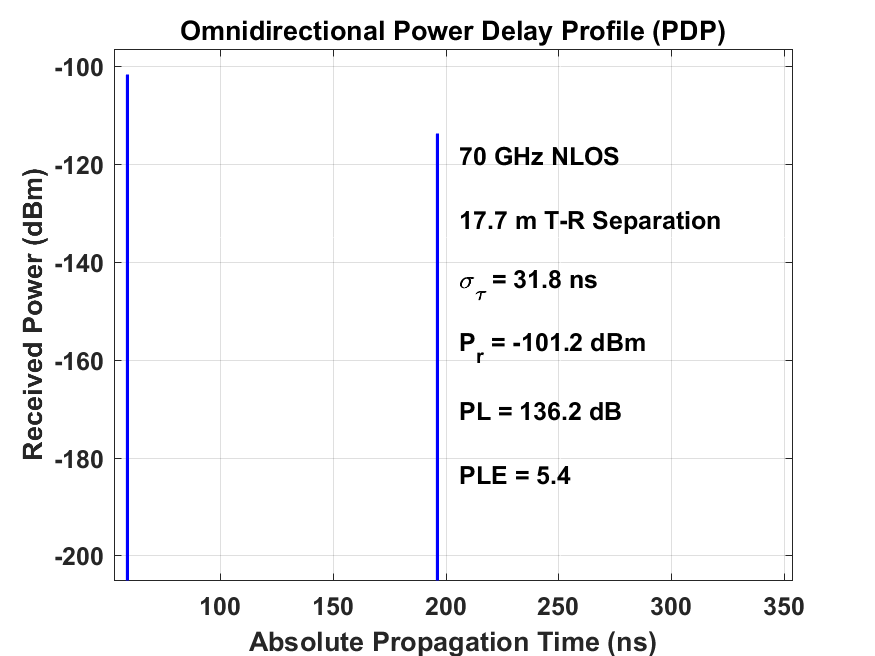 Omnidirectional Power Delay Profile (PDP)
Received Power (dBm)
-100
-120
-140
-160
-180
-200
70 GHz NLOS
17.7 m T-R Separation
σ_τ = 31.8 ns
P_r = -101.2 dBm
PL = 136.2 dB
PLE = 5.4
100 150 200 250 300 350
Absolute Propagation Time (ns)